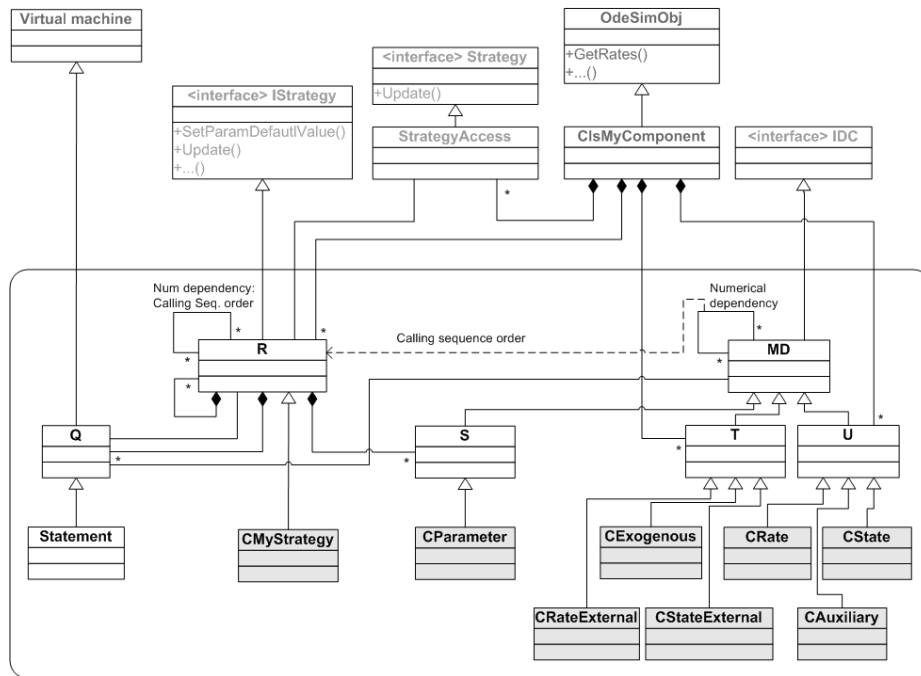 Virtual machine
OdeSimObj
+GetRates()
+...()
<interface> Strategy
+Update()
<interface> IStrategy
+SetParamDefautlValue()
+Update()
+...()
StrategyAccess
ClsMyComponent
<interface> IDC
*
Num dependency:
Calling Seq. order
Numerical
dependency
*
*
*
Calling sequence order
R
MD
*
*
*
*
Q
S
T
U
*
*
*
Statement
CMyStrategy
CParameter
CExogenous
CRate
CState
CRateExternal
CStateExternal
CAuxiliary